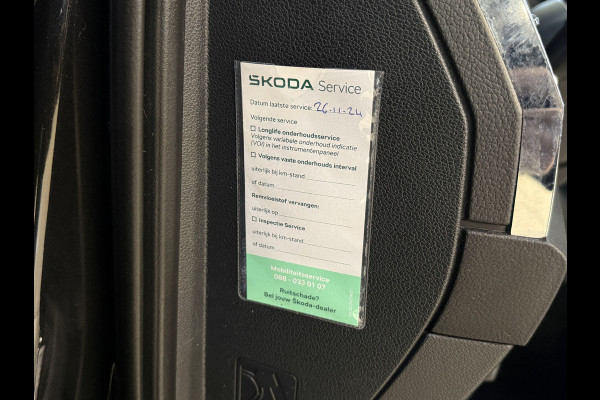 ŠKODA Service
Datum laatste service: 26-11-24
Volgende service
Longlife onderhoudsservice
Volgens variabele onderhoud indicatie
(VOI) in het instrumentenpaneel
Volgens vaste onderhouds interval
uiterlijk bij km-stand
of datum
Remvloeistof vervangen:
uiterlijk op
Inspectie Service
uiterlijk bij km-stand
of datum
Mobiliteitsservice
088 - 033 01 07
Ruitschade?
Bel jouw Škoda-dealer